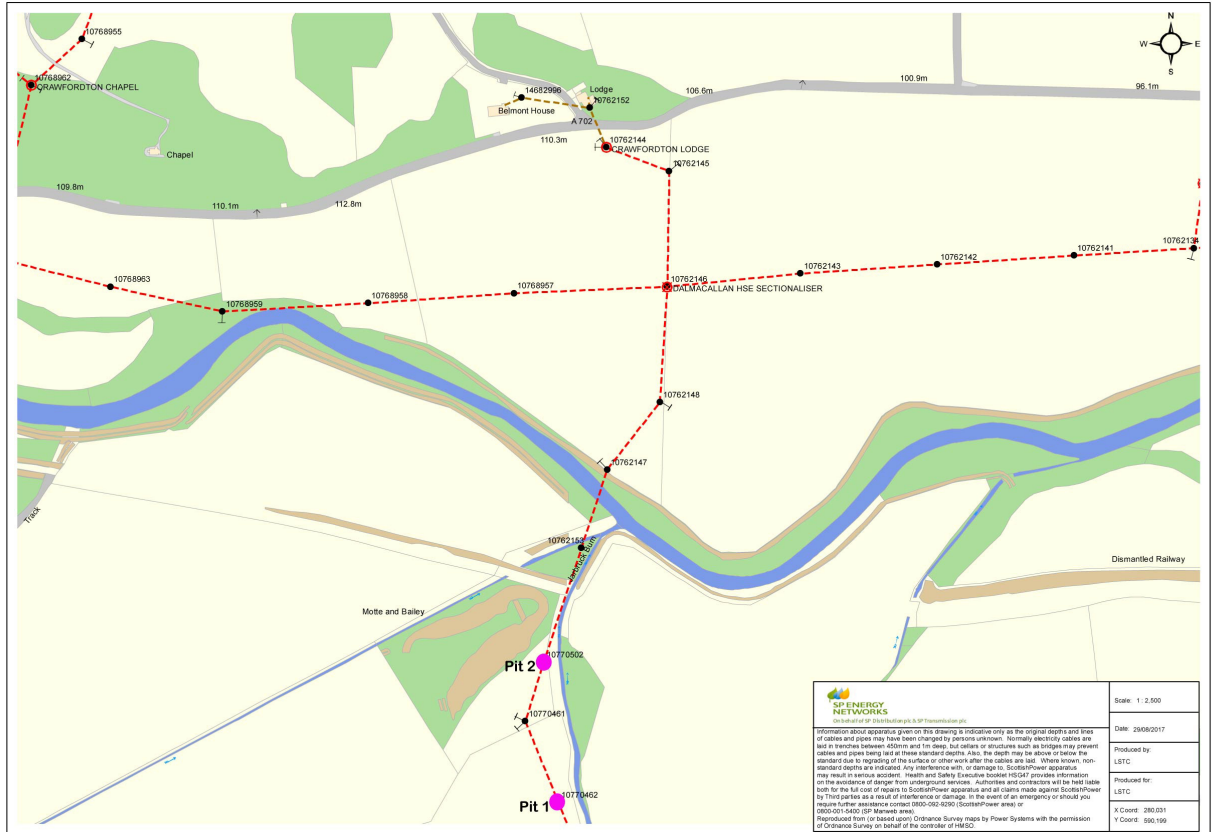 10768955
N
W E
S
10768962
CRAWFORDTON CHAPEL
14682996
Lodge
10762152
Belmont House
A 702
106.6m
100.9m
96.1m
110.3m
10762144
CRAWFORDTON LODGE
10762145
Chapel
109.8m
110.1m
112.8m
10762134
10762141
10762142
10762143
10762146
DALMACALLAN HSE SECTIONALISER
10768963
10768957
10768958
10768959
10762148
10762147
Track
10762153
Jarbruck Burn
Dismantled Railway
Motte and Bailey
Pit 2
10770502
10770461
Pit 1
10770462
SP ENERGY
NETWORKS
On behalf of SP Distribution plc & SP Transmission plc
Information about apparatus given on this drawing is indicative only as the original depths and lines
of cables and pipes may have been changed by persons unknown. Normally electricity cables are
laid in trenches between 450mm and 1m deep, but cellars or structures such as bridges may prevent
cables and pipes being laid at these standard depths. Also, the depth may be above or below the
standard due to regrading of the surface or other work after the cables are laid. Where known, non-
standard depths are indicated. Any interference with, or damage to, ScottishPower apparatus
may result in serious accident. Health and Safety Executive booklet HSG47 provides information
on the avoidance of danger from underground services. Authorities and contractors will be held liable
both for the full cost of repairs to ScottishPower apparatus and all claims made against ScottishPower
by Third parties as a result of interference or damage. In the event of an emergency or should you
require further assistance contact 0800-092-9290 (ScottishPower area) or
0800-001-5400 (SP Manweb area).
Reproduced from (or based upon) Ordnance Survey maps by Power Systems with the permission
of Ordnance Survey on behalf of the controller of HMSO.
Scale: 1 : 2,500
Date: 29/08/2017
Produced by:
LSTC
Produced for:
LSTC
X Coord: 280,031
Y Coord: 590,199